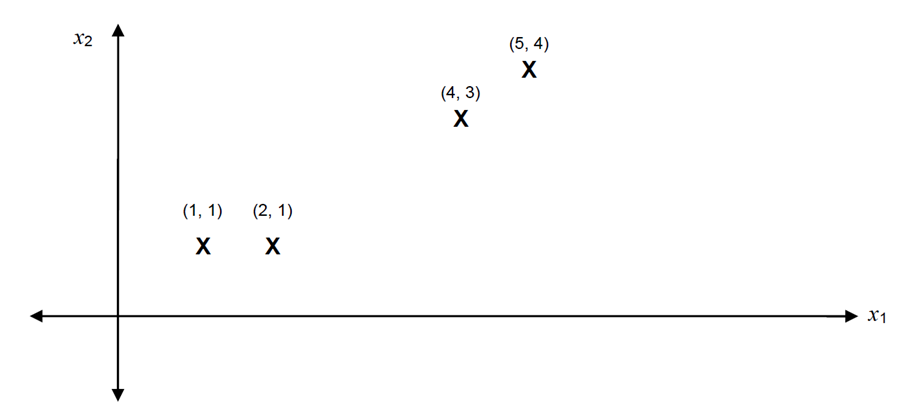 x2
(5, 4)
X
(4, 3)
X
(1, 1) (2, 1)
X X
x1